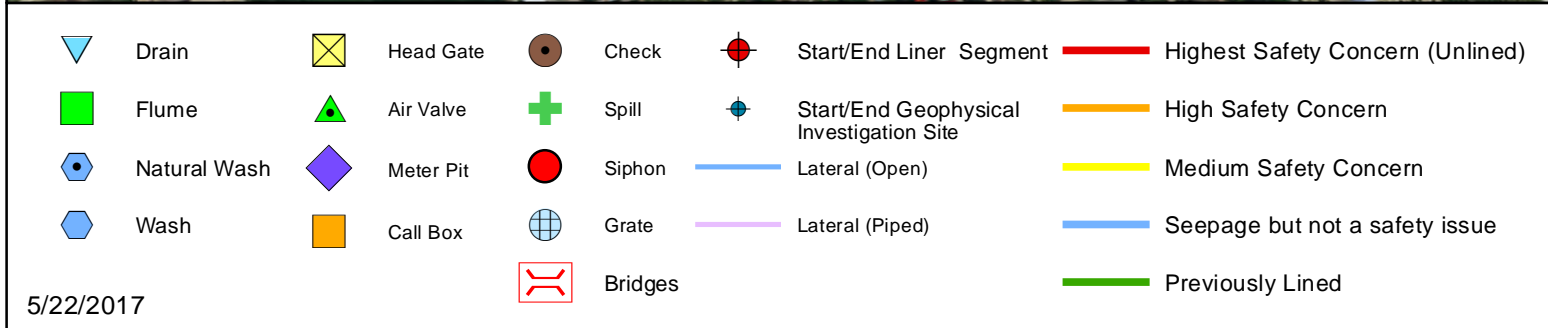 Drain
Flume
Natural Wash
Wash
Head Gate
Air Valve
Meter Pit
Call Box
Check
Spill
Siphon
Grate
Bridges
Start/End Liner Segment
Start/End Geophysical
Investigation Site
Lateral (Open)
Lateral (Piped)
Highest Safety Concern (Unlined)
High Safety Concern
Medium Safety Concern
Seepage but not a safety issue
Previously Lined
5/22/2017